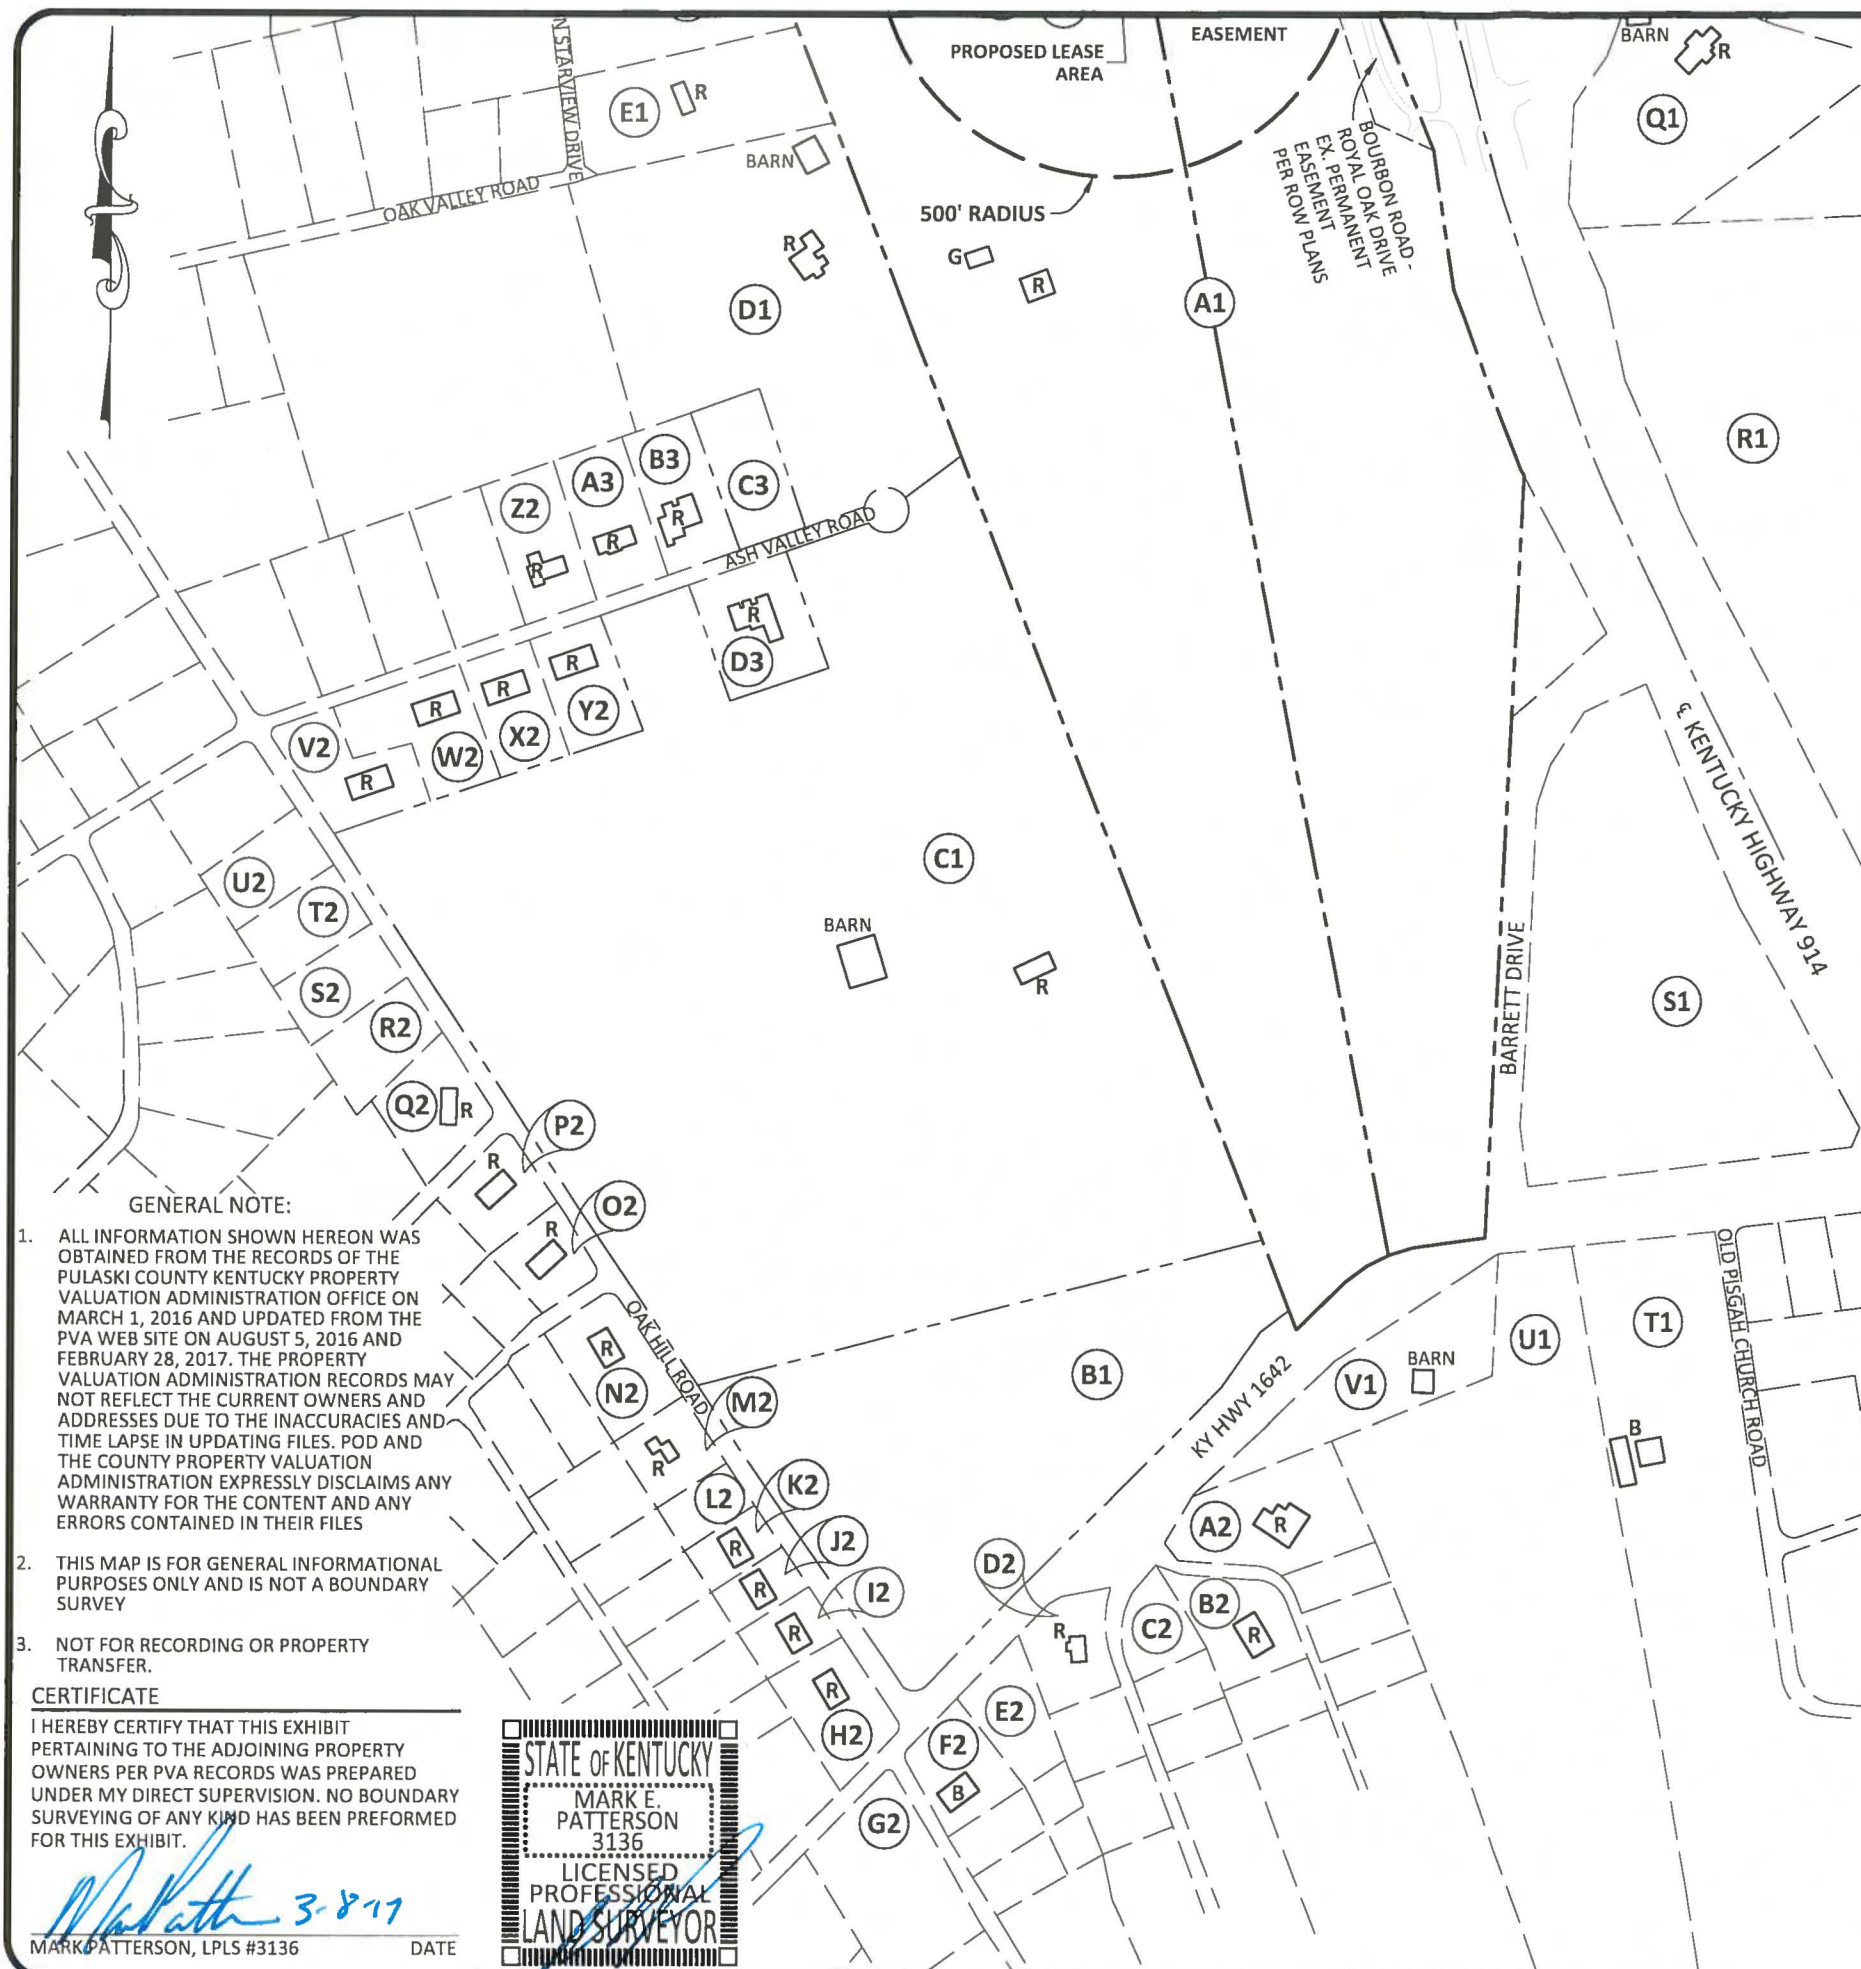 PROPOSED LEASE
AREA
EASEMENT
BARN
R
Q1
N STARVIEW DRIVE
E1
R
BARN
OAK VALLEY ROAD
500' RADIUS
BOURBON ROAD -
ROYAL OAK DRIVE
EX. PERMANENT
EASEMENT
PER ROW PLANS
R
G
R
D1
A1
R1
B3
A3
C3
Z2
R
R
R
ASH VALLEY ROAD
R
D3
R
R
R
Y2
X2
W2
V2
R
℄ KENTUCKY HIGHWAY 914
C1
U2
T2
BARN
R
BARRETT DRIVE
S2
R2
S1
Q2
R
P2
R
O2
R
GENERAL NOTE:
1. ALL INFORMATION SHOWN HEREON WAS
OBTAINED FROM THE RECORDS OF THE
PULASKI COUNTY KENTUCKY PROPERTY
VALUATION ADMINISTRATION OFFICE ON
MARCH 1, 2016 AND UPDATED FROM THE
PVA WEB SITE ON AUGUST 5, 2016 AND
FEBRUARY 28, 2017. THE PROPERTY
VALUATION ADMINISTRATION RECORDS MAY
NOT REFLECT THE CURRENT OWNERS AND
ADDRESSES DUE TO THE INACCURACIES AND
TIME LAPSE IN UPDATING FILES. POD AND
THE COUNTY PROPERTY VALUATION
ADMINISTRATION EXPRESSLY DISCLAIMS ANY
WARRANTY FOR THE CONTENT AND ANY
ERRORS CONTAINED IN THEIR FILES
2. THIS MAP IS FOR GENERAL INFORMATIONAL
PURPOSES ONLY AND IS NOT A BOUNDARY
SURVEY
3. NOT FOR RECORDING OR PROPERTY
TRANSFER.
OAK HILL ROAD
R
N2
M2
R
L2
K2
R
J2
R
I2
R
R
H2
B1
KY HWY 1642
V1
BARN
U1
T1
OLD PISGAH CHURCH ROAD
B
A2
R
D2
R
C2
B2
R
E2
F2
B
G2
CERTIFICATE
I HEREBY CERTIFY THAT THIS EXHIBIT
PERTAINING TO THE ADJOINING PROPERTY
OWNERS PER PVA RECORDS WAS PREPARED
UNDER MY DIRECT SUPERVISION. NO BOUNDARY
SURVEYING OF ANY KIND HAS BEEN PREFORMED
FOR THIS EXHIBIT.
3-8-17
MARK PATTERSON, LPLS #3136 DATE
STATE OF KENTUCKY
MARK E.
PATTERSON
3136
LICENSED
PROFESSIONAL
LAND SURVEYOR